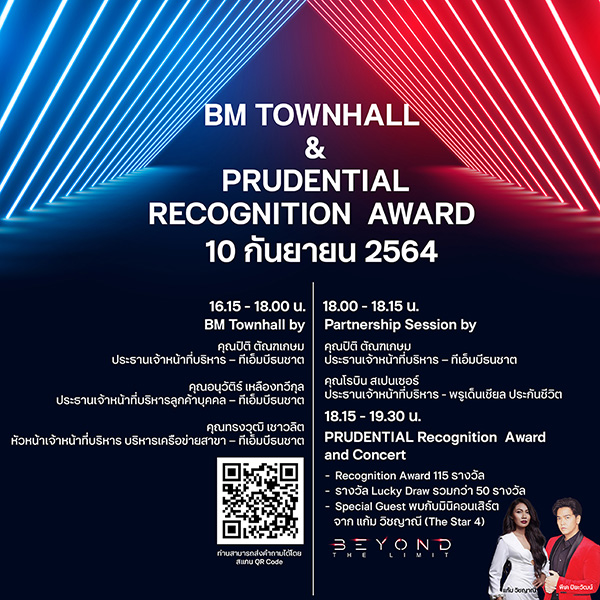 BM TOWNHALL
&
PRUDENTIAL
RECOGNITION AWARD
10 กันยายน 2564
16.15 - 18.00 น.
BM Townhall by
คุณปิติ ตัณฑเกษม
ประธานเจ้าหน้าที่บริหาร – ทีเอ็มบีธนชาต
คุณอนุวัติร์ เหลืองทวีกุล
ประธานเจ้าหน้าที่บริหารลูกค้าบุคคล – ทีเอ็มบีธนชาต
คุณทรงวุฒิ เชาวลิต
หัวหน้าเจ้าหน้าที่บริหาร บริหารเครือข่ายสาขา – ทีเอ็มบีธนชาต
ท่านสามารถส่งคำถามได้โดย
สแกน QR Code
18.00 - 18.15 น.
Partnership Session by
คุณปิติ ตัณฑเกษม
ประธานเจ้าหน้าที่บริหาร – ทีเอ็มบีธนชาต
คุณโรบิน สเปนเซอร์
ประธานเจ้าหน้าที่บริหาร - พรูเด็นเชียล ประกันชีวิต
18.15 - 19.30 น.
PRUDENTIAL Recognition Award
and Concert
- Recognition Award 115 รางวัล
- รางวัล Lucky Draw รวมกว่า 50 รางวัล
- Special Guest พบกับมินิคอนเสิร์ต
จาก แก้ม วิชญาณี (The Star 4)
BEYOND
THE LIMIT
แก้ม วิชญาณี
พีเค ปิยะวัฒน์